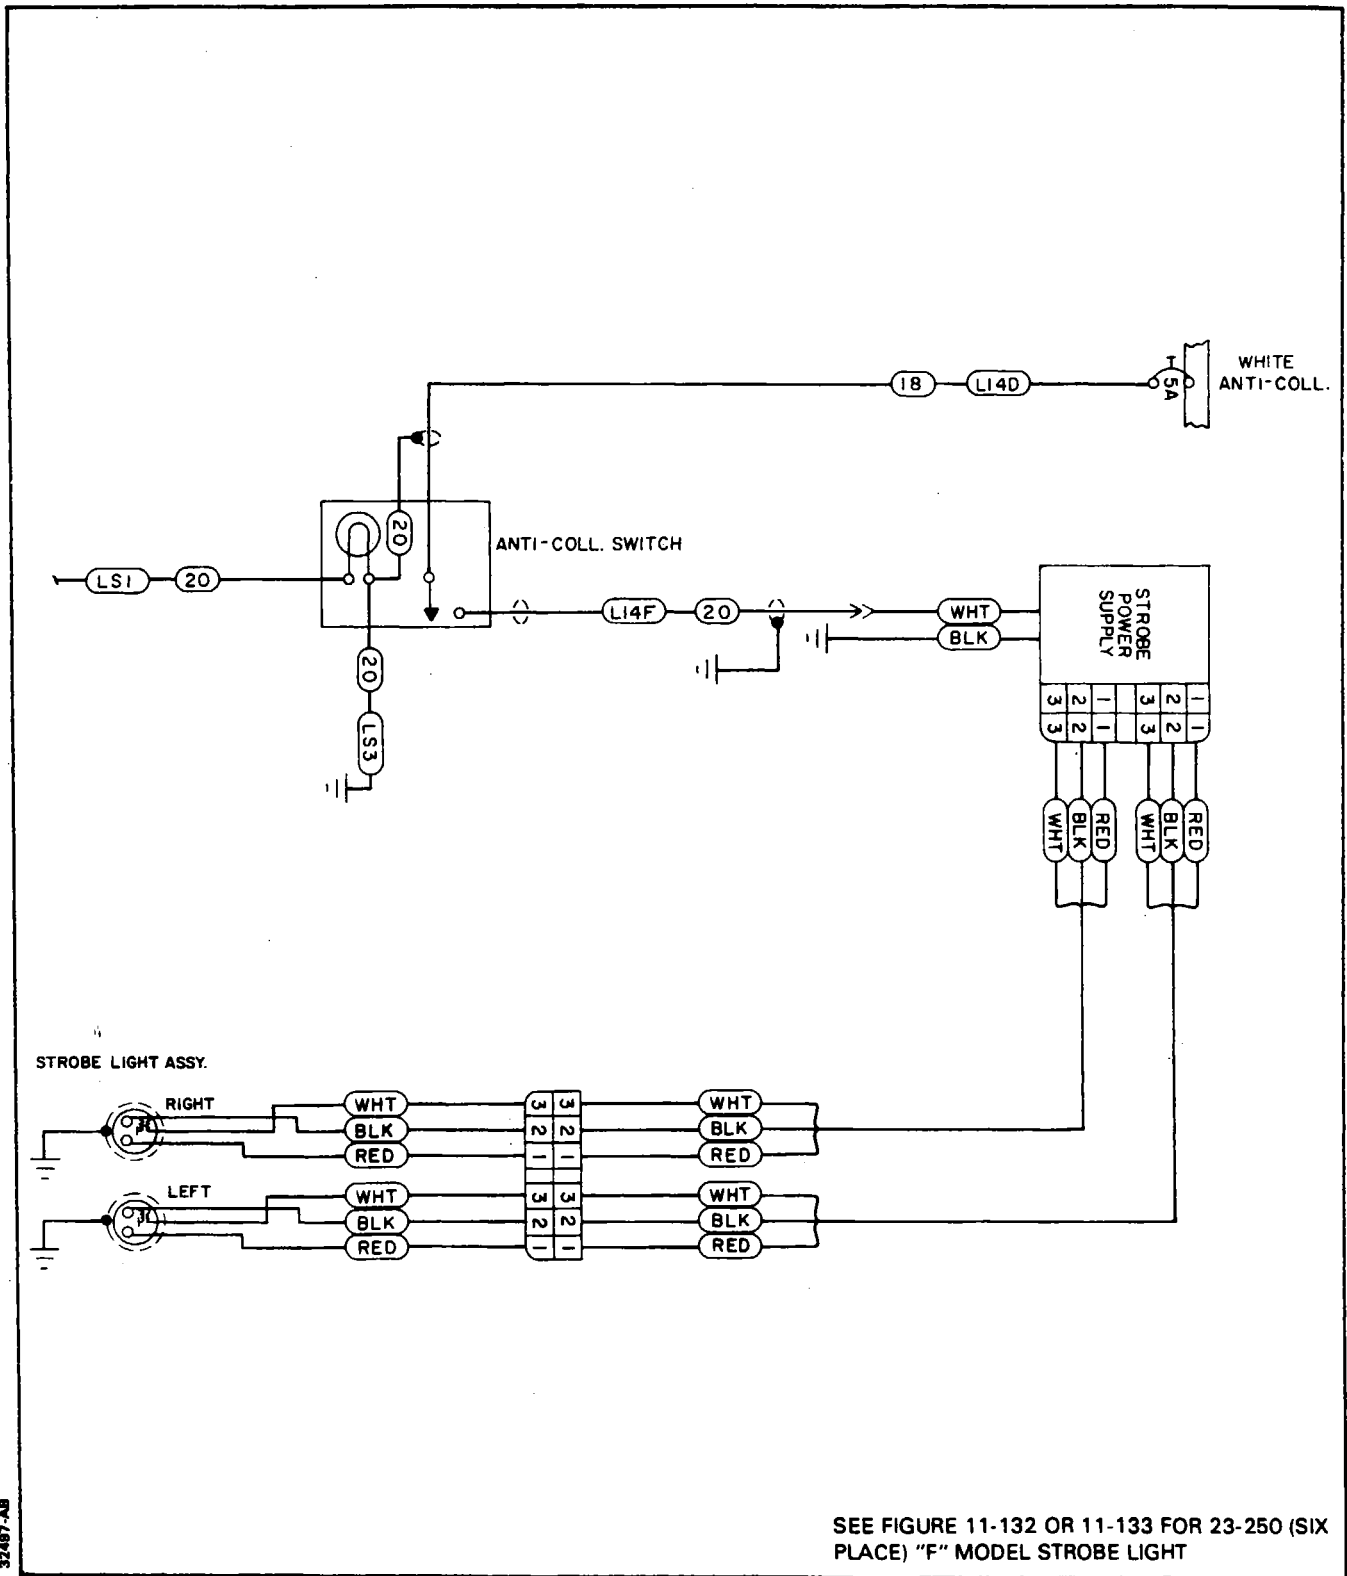 WHITE
ANTI-COLL.
18 L14D
5A
20
ANTI-COLL. SWITCH
LS1 20
L14F 20
WHT
BLK
STROBE
POWER
SUPPLY
20
LS3
3 2 1 3 2 1
3 2 1 3 2 1
WHT BLK RED WHT BLK RED
STROBE LIGHT ASSY.
RIGHT
WHT 3 3 WHT
BLK 2 2 BLK
RED 1 1 RED
LEFT
WHT 3 3 WHT
BLK 2 2 BLK
RED 1 1 RED
32487-AB
SEE FIGURE 11-132 OR 11-133 FOR 23-250 (SIX
PLACE) "F" MODEL STROBE LIGHT